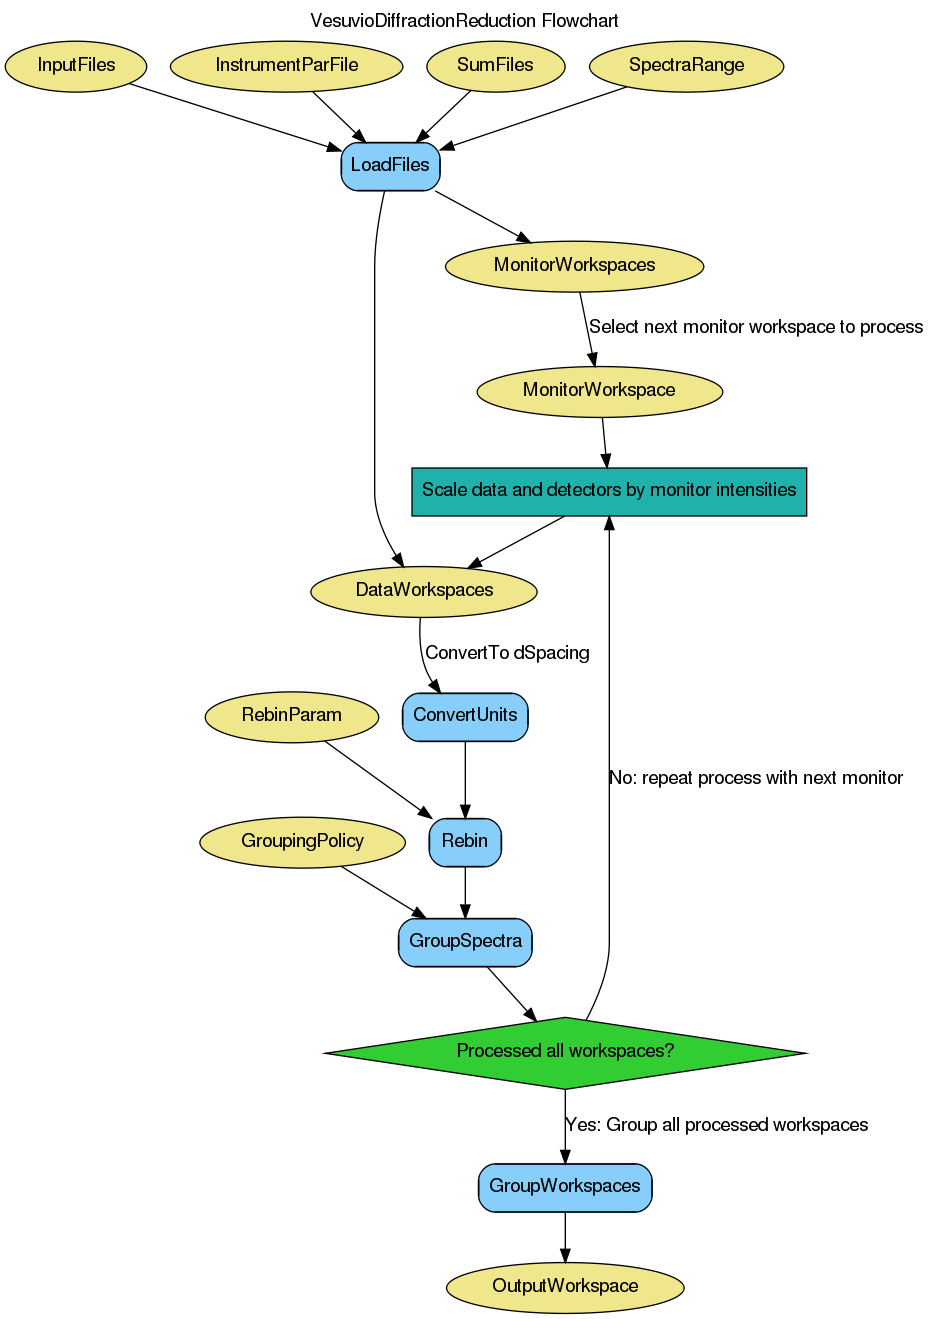 VesuvioDiffractionReduction Flowchart
InputFiles
InstrumentParFile
SumFiles
SpectraRange
LoadFiles
MonitorWorkspaces
Select next monitor workspace to process
MonitorWorkspace
Scale data and detectors by monitor intensities
DataWorkspaces
ConvertTo dSpacing
RebinParam
ConvertUnits
No: repeat process with next monitor
GroupingPolicy
Rebin
GroupSpectra
Processed all workspaces?
Yes: Group all processed workspaces
GroupWorkspaces
OutputWorkspace